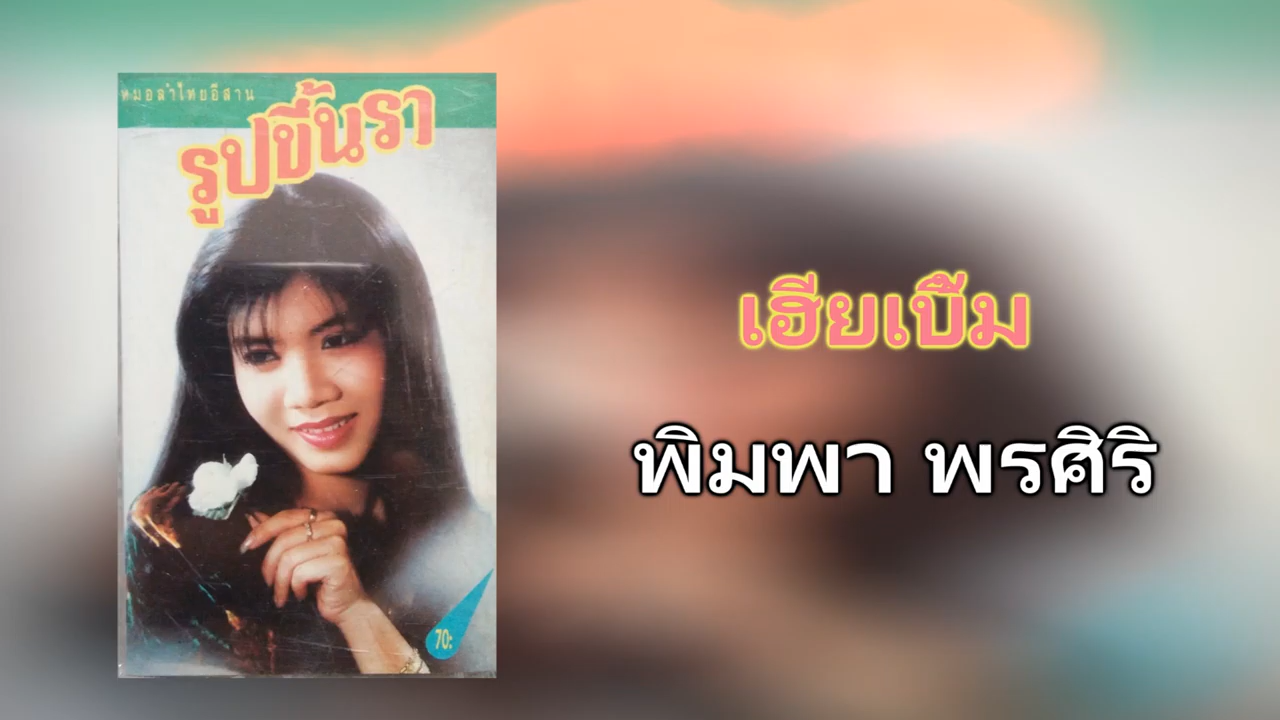 หมอลำไทยอีสาน
รูปขึ้นรา
70.-
เฮียเบิ้ม
พิมพา พรศิริ